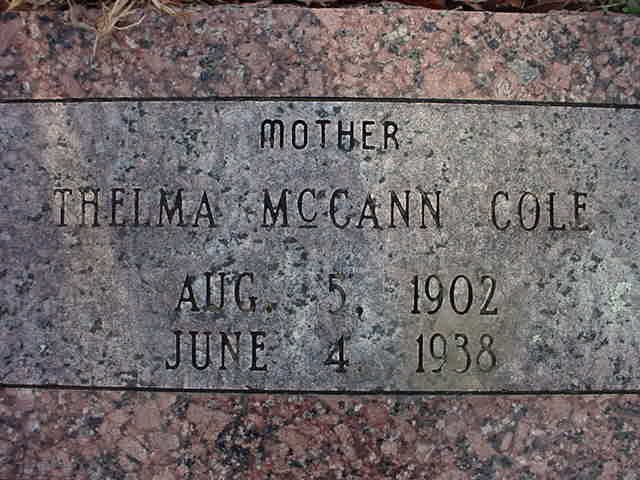 MOTHER
THELMA MCCANN COLE
AUG. 5, 1902
JUNE 4 1938